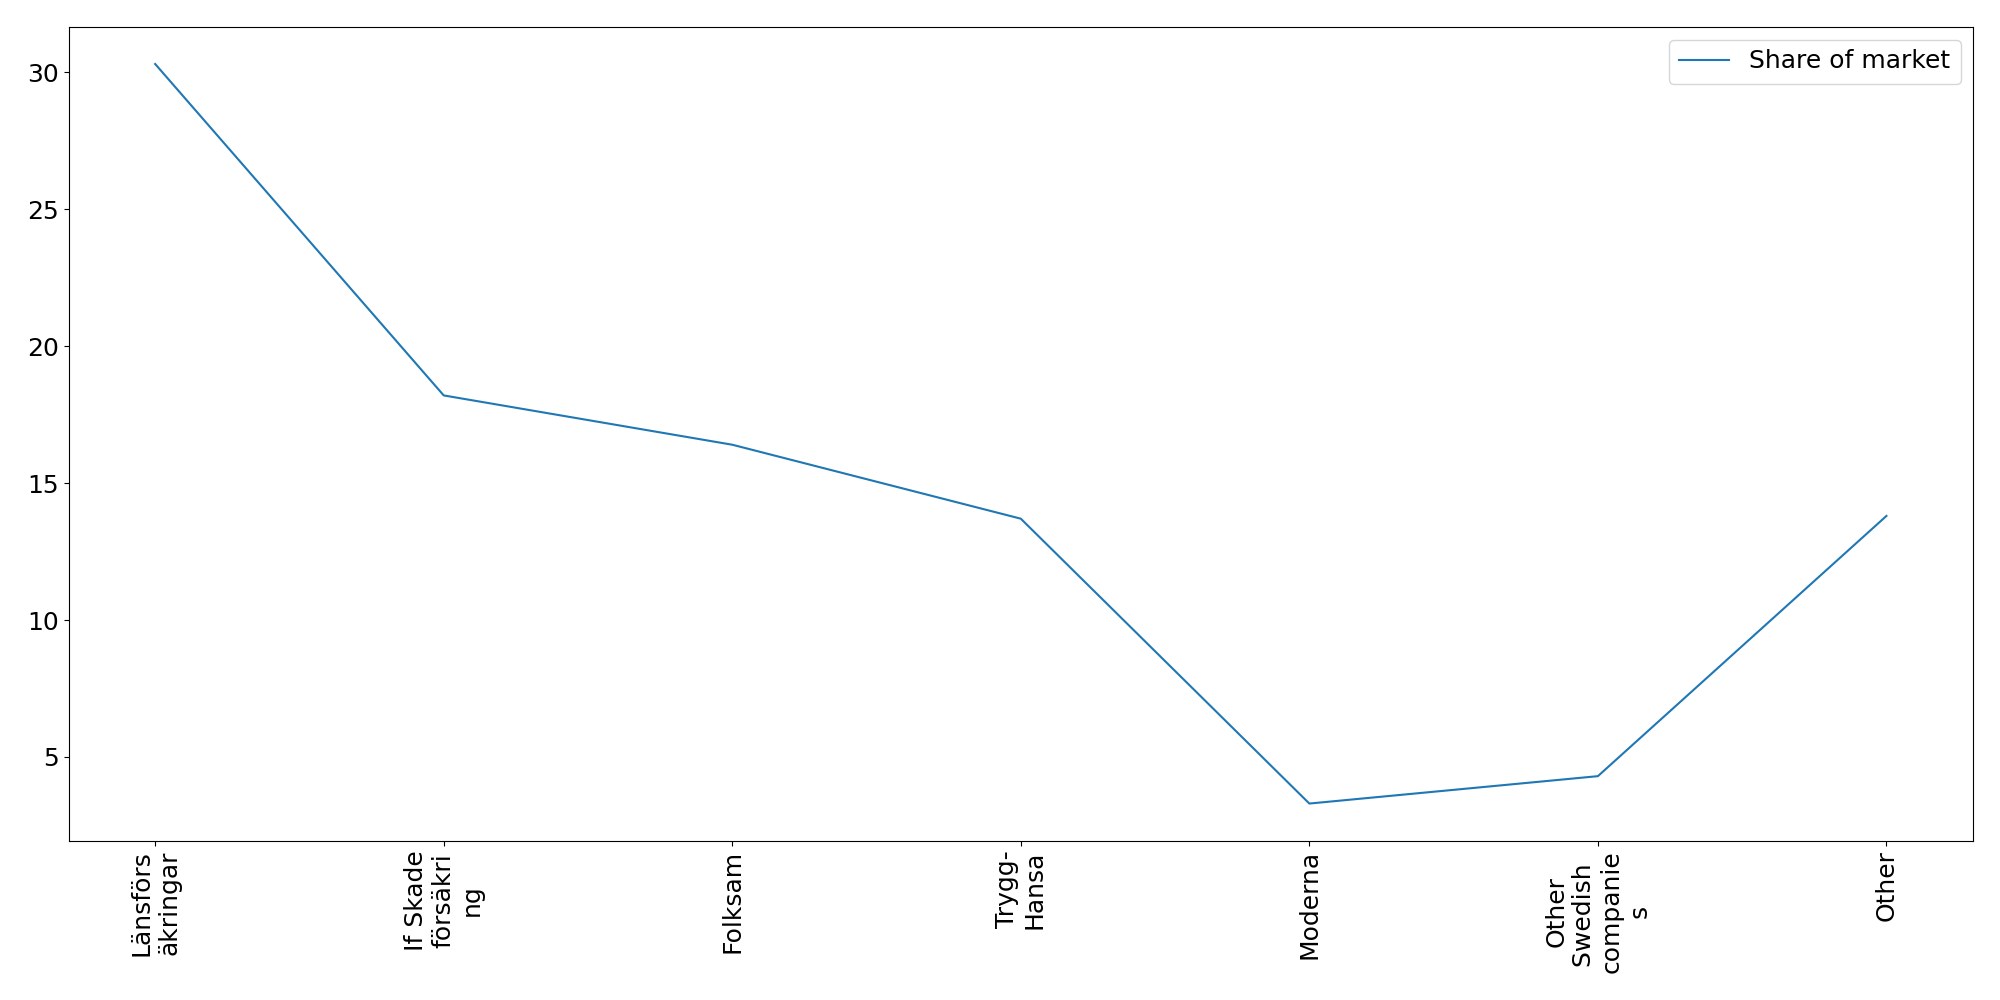 Share of market
30
25
20
15
10
5
Länsförs
äkringar
If Skade
försäkri
ng
Folksam
Trygg-
Hansa
Moderna
Other
Swedish
companie
s
Other